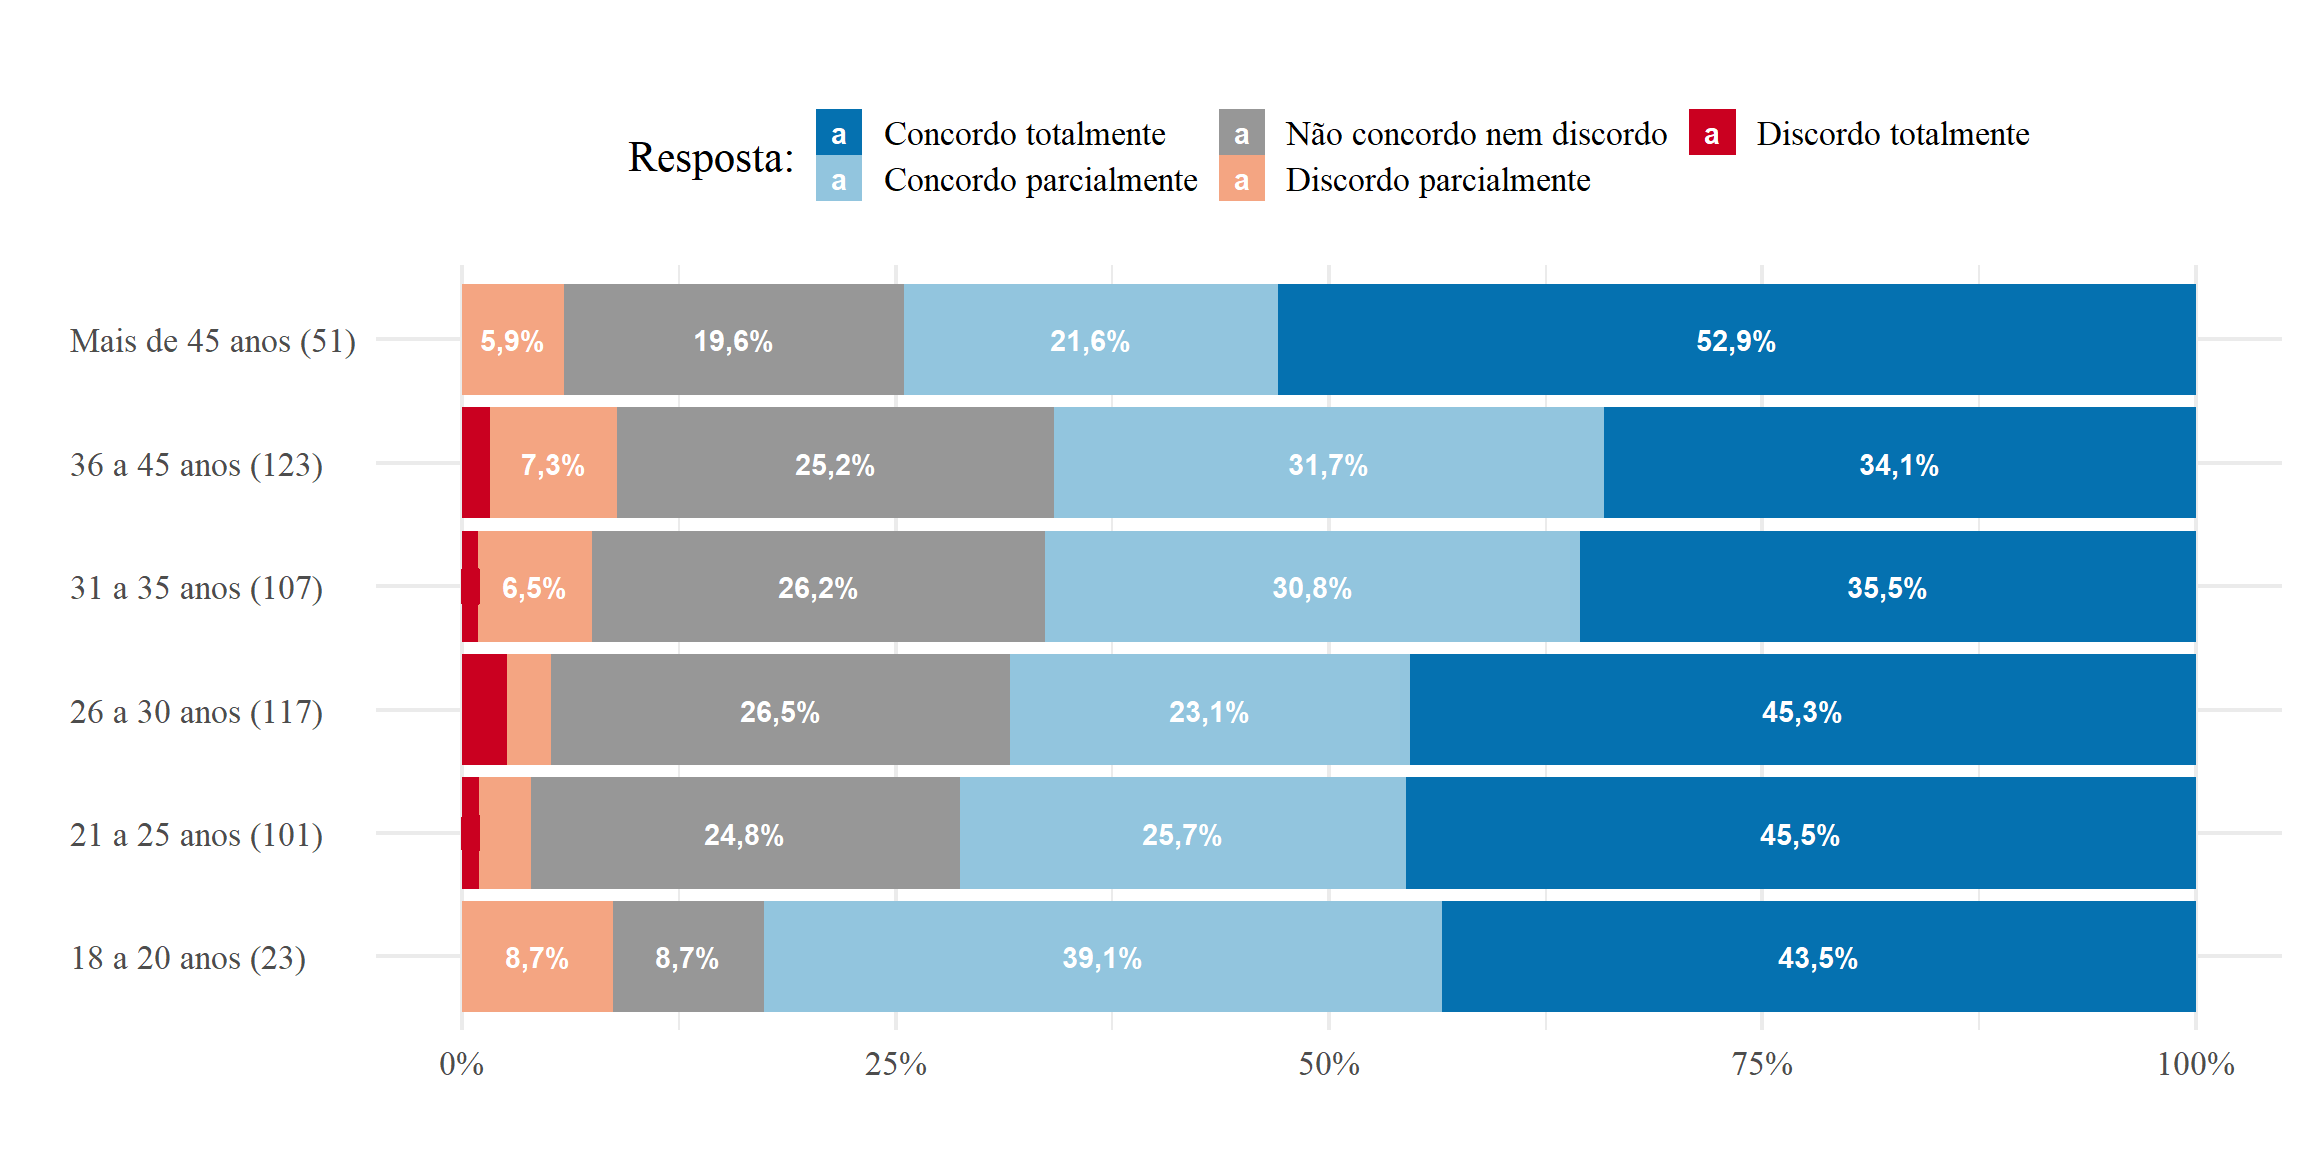 Resposta:
a Concordo totalmente
a Concordo parcialmente
a Não concordo nem discordo
a Discordo parcialmente
a Discordo totalmente
Mais de 45 anos (51) 5,9% 19,6% 21,6% 52,9%
36 a 45 anos (123) 7,3% 25,2% 31,7% 34,1%
31 a 35 anos (107) 6,5% 26,2% 30,8% 35,5%
26 a 30 anos (117) 26,5% 23,1% 45,3%
21 a 25 anos (101) 24,8% 25,7% 45,5%
18 a 20 anos (23) 8,7% 8,7% 39,1% 43,5%
0% 25% 50% 75% 100%